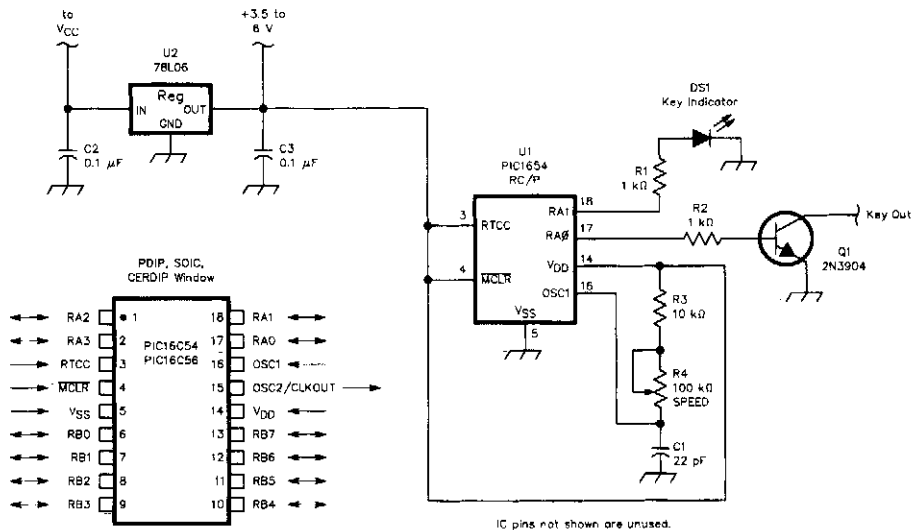 to
VCC
+3.5 to
6 V
U2
78L06
Reg
IN OUT
GND
C2
0.1 µF
C3
0.1 µF
DS1
Key Indicator
U1
PIC1654
RC/P
R1
1 kΩ
18
RA1
R2
1 kΩ
17
RAØ
Key Out
Q1
2N3904
3
RTCC
14
VDD
4
MCLR
16
OSC1
VSS
5
R3
10 kΩ
R4
100 kΩ
SPEED
C1
22 pF
PDIP, SOIC,
CERDIP Window
PIC16C54
PIC16C56
RA2 1 18 RA1
RA3 2 17 RA0
RTCC 3 16 OSC1
MCLR 4 15 OSC2/CLKOUT
VSS 5 14 VDD
RB0 6 13 RB7
RB1 7 12 RB6
RB2 8 11 RB5
RB3 9 10 RB4
IC pins not shown are unused.